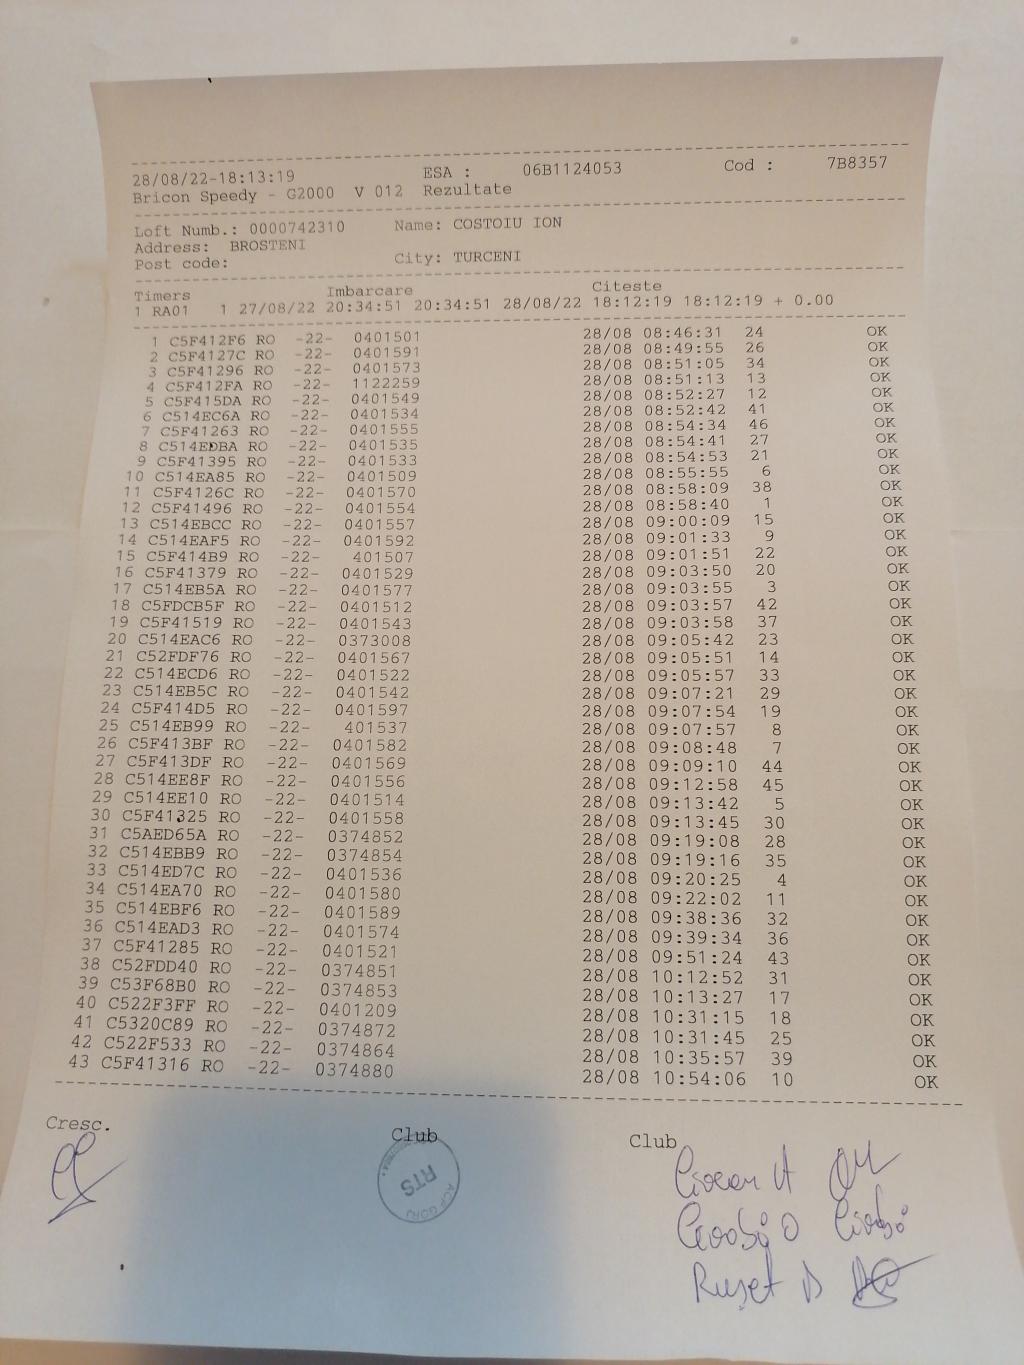 28/08/22-18:13:19 ESA : 06B1124053 Cod : 7B8357
Bricon Speedy - G2000 V 012 Rezultate
Loft Numb.: 0000742310 Name: COSTOIU ION
Address: BROSTENI
Post code: City: TURCENI
Timers Imbarcare Citeste
1 RA01 1 27/08/22 20:34:51 20:34:51 28/08/22 18:12:19 18:12:19 + 0.00
1 C5F412F6 RO -22- 0401501 28/08 08:46:31 24 OK
2 C5F4127C RO -22- 0401591 28/08 08:49:55 26 OK
3 C5F41296 RO -22- 0401573 28/08 08:51:05 34 OK
4 C5F412FA RO -22- 1122259 28/08 08:51:13 13 OK
5 C5F415DA RO -22- 0401549 28/08 08:52:27 12 OK
6 C514EC6A RO -22- 0401534 28/08 08:52:42 41 OK
7 C5F41263 RO -22- 0401555 28/08 08:54:34 46 OK
8 C514EDBA RO -22- 0401535 28/08 08:54:41 27 OK
9 C5F41395 RO -22- 0401533 28/08 08:54:53 21 OK
10 C514EA85 RO -22- 0401509 28/08 08:55:55 6 OK
11 C5F4126C RO -22- 0401570 28/08 08:58:09 38 OK
12 C5F41496 RO -22- 0401554 28/08 08:58:40 1 OK
13 C514EBCC RO -22- 0401557 28/08 09:00:09 15 OK
14 C514EAF5 RO -22- 0401592 28/08 09:01:33 9 OK
15 C5F414B9 RO -22- 401507 28/08 09:01:51 22 OK
16 C5F41379 RO -22- 0401529 28/08 09:03:50 20 OK
17 C514EB5A RO -22- 0401577 28/08 09:03:55 3 OK
18 C5FDCB5F RO -22- 0401512 28/08 09:03:57 42 OK
19 C5F41519 RO -22- 0401543 28/08 09:03:58 37 OK
20 C514EAC6 RO -22- 0373008 28/08 09:05:42 23 OK
21 C52FDF76 RO -22- 0401567 28/08 09:05:51 14 OK
22 C514ECD6 RO -22- 0401522 28/08 09:05:57 33 OK
23 C514EB5C RO -22- 0401542 28/08 09:07:21 29 OK
24 C5F414D5 RO -22- 0401597 28/08 09:07:54 19 OK
25 C514EB99 RO -22- 401537 28/08 09:07:57 8 OK
26 C5F413BF RO -22- 0401582 28/08 09:08:48 7 OK
27 C5F413DF RO -22- 0401569 28/08 09:09:10 44 OK
28 C514EE8F RO -22- 0401556 28/08 09:12:58 45 OK
29 C514EE10 RO -22- 0401514 28/08 09:13:42 5 OK
30 C5F41325 RO -22- 0401558 28/08 09:13:45 30 OK
31 C5AED65A RO -22- 0374852 28/08 09:19:08 28 OK
32 C514EBB9 RO -22- 0374854 28/08 09:19:16 35 OK
33 C514ED7C RO -22- 0401536 28/08 09:20:25 4 OK
34 C514EA70 RO -22- 0401580 28/08 09:22:02 11 OK
35 C514EBF6 RO -22- 0401589 28/08 09:38:36 32 OK
36 C514EAD3 RO -22- 0401574 28/08 09:39:34 36 OK
37 C5F41285 RO -22- 0401521 28/08 09:51:24 43 OK
38 C52FDD40 RO -22- 0374851 28/08 10:12:52 31 OK
39 C53F68B0 RO -22- 0374853 28/08 10:13:27 17 OK
40 C522F3FF RO -22- 0401209 28/08 10:31:15 18 OK
41 C5320C89 RO -22- 0374872 28/08 10:31:45 25 OK
42 C522F533 RO -22- 0374864 28/08 10:35:57 39 OK
43 C5F41316 RO -22- 0374880 28/08 10:54:06 10 OK
Cresc. Club Club
RTS
GORJ
Rușet D